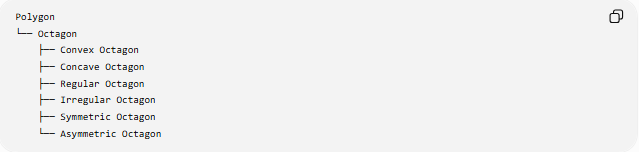 Polygon
└── Octagon
    ├── Convex Octagon
    ├── Concave Octagon
    ├── Regular Octagon
    ├── Irregular Octagon
    ├── Symmetric Octagon
    └── Asymmetric Octagon